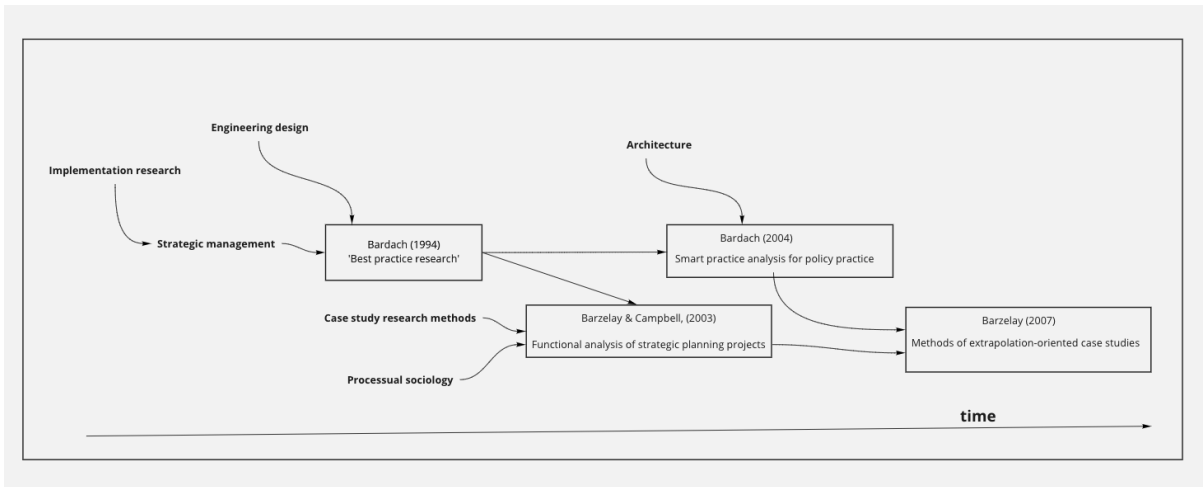 Engineering design
Architecture
Implementation research
Strategic management
Bardach (1994)
'Best practice research'
Bardach (2004)
Smart practice analysis for policy practice
Case study research methods
Barzelay & Campbell, (2003)
Functional analysis of strategic planning projects
Processual sociology
Barzelay (2007)
Methods of extrapolation-oriented case studies
time